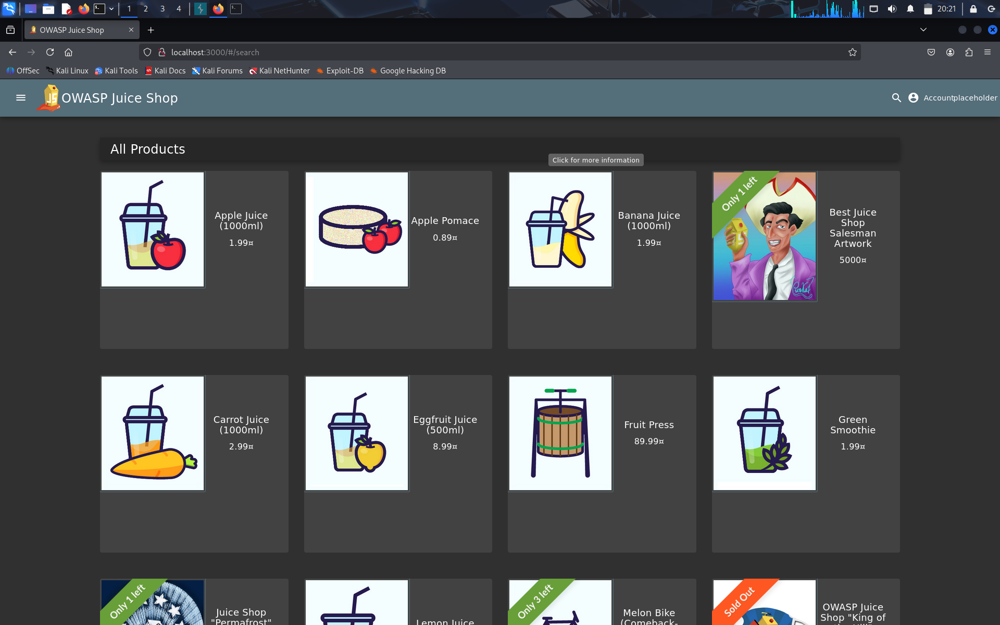 1 2 3 4
20:21
OWASP Juice Shop
localhost:3000/#/search
OffSec Kali Linux Kali Tools Kali Docs Kali Forums Kali NetHunter Exploit-DB Google Hacking DB
JS
OWASP Juice Shop
Accountplaceholder
All Products
Click for more information
Apple Juice
(1000ml)
1.99¤
Apple Pomace
0.89¤
Banana Juice
(1000ml)
1.99¤
Only 1 left
Best Juice
Shop
Salesman
Artwork
5000¤
Carrot Juice
(1000ml)
2.99¤
Eggfruit Juice
(500ml)
8.99¤
Fruit Press
89.99¤
Green
Smoothie
1.99¤
Only 1 left
Juice Shop
"Permafrost"
Lemon Juice
Only 3 left
Melon Bike
(Comeback-
Sold Out
OWASP Juice
Shop "King of
the Hill"